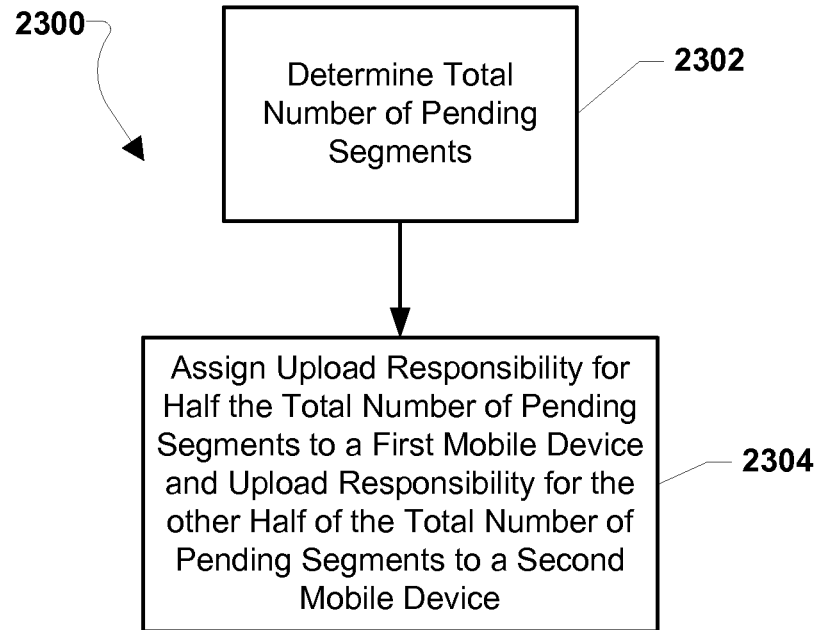 2300
Determine Total
Number of Pending
Segments
2302
Assign Upload Responsibility for
Half the Total Number of Pending
Segments to a First Mobile Device
and Upload Responsibility for the
other Half of the Total Number of
Pending Segments to a Second
Mobile Device
2304